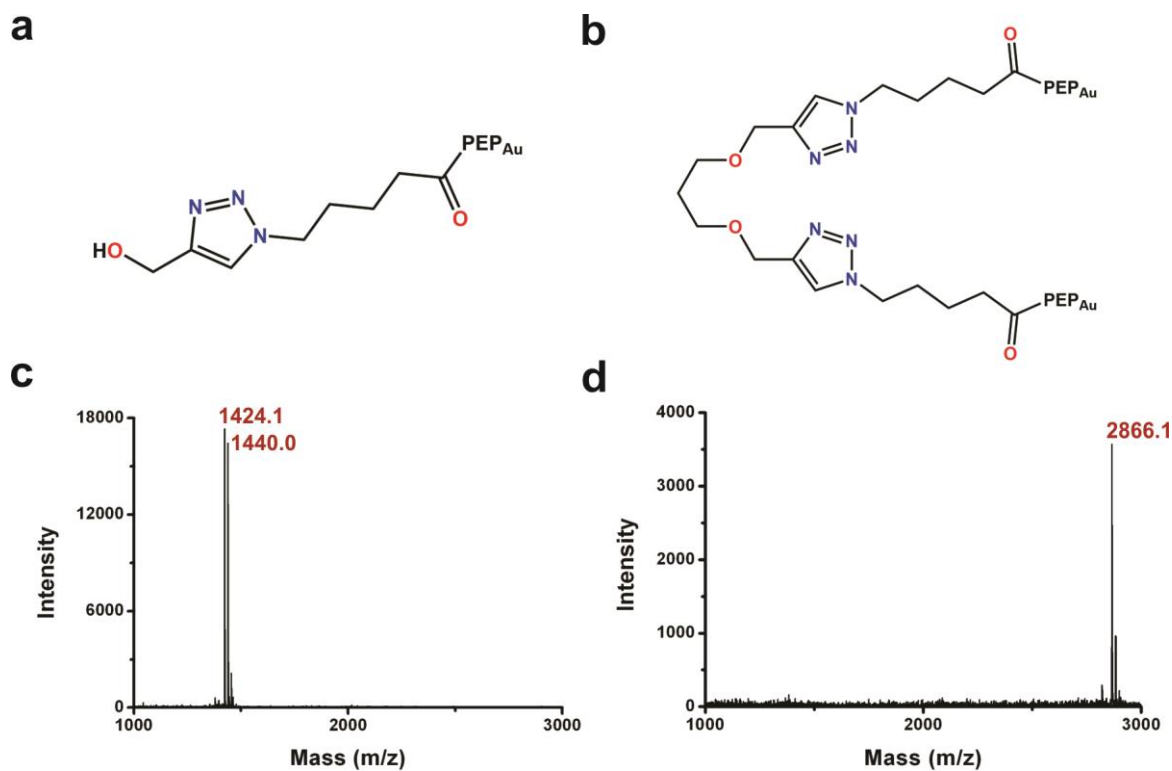 a
PEPAu
N
N
N
HO
O
b
O
PEPAu
N
N
N
O
O
N
N
N
PEPAu
O
c
18000
12000
6000
0
1424.1
1440.0
1000
2000
3000
Intensity
Mass (m/z)
d
4000
3000
2000
1000
0
2866.1
1000
2000
3000
Intensity
Mass (m/z)